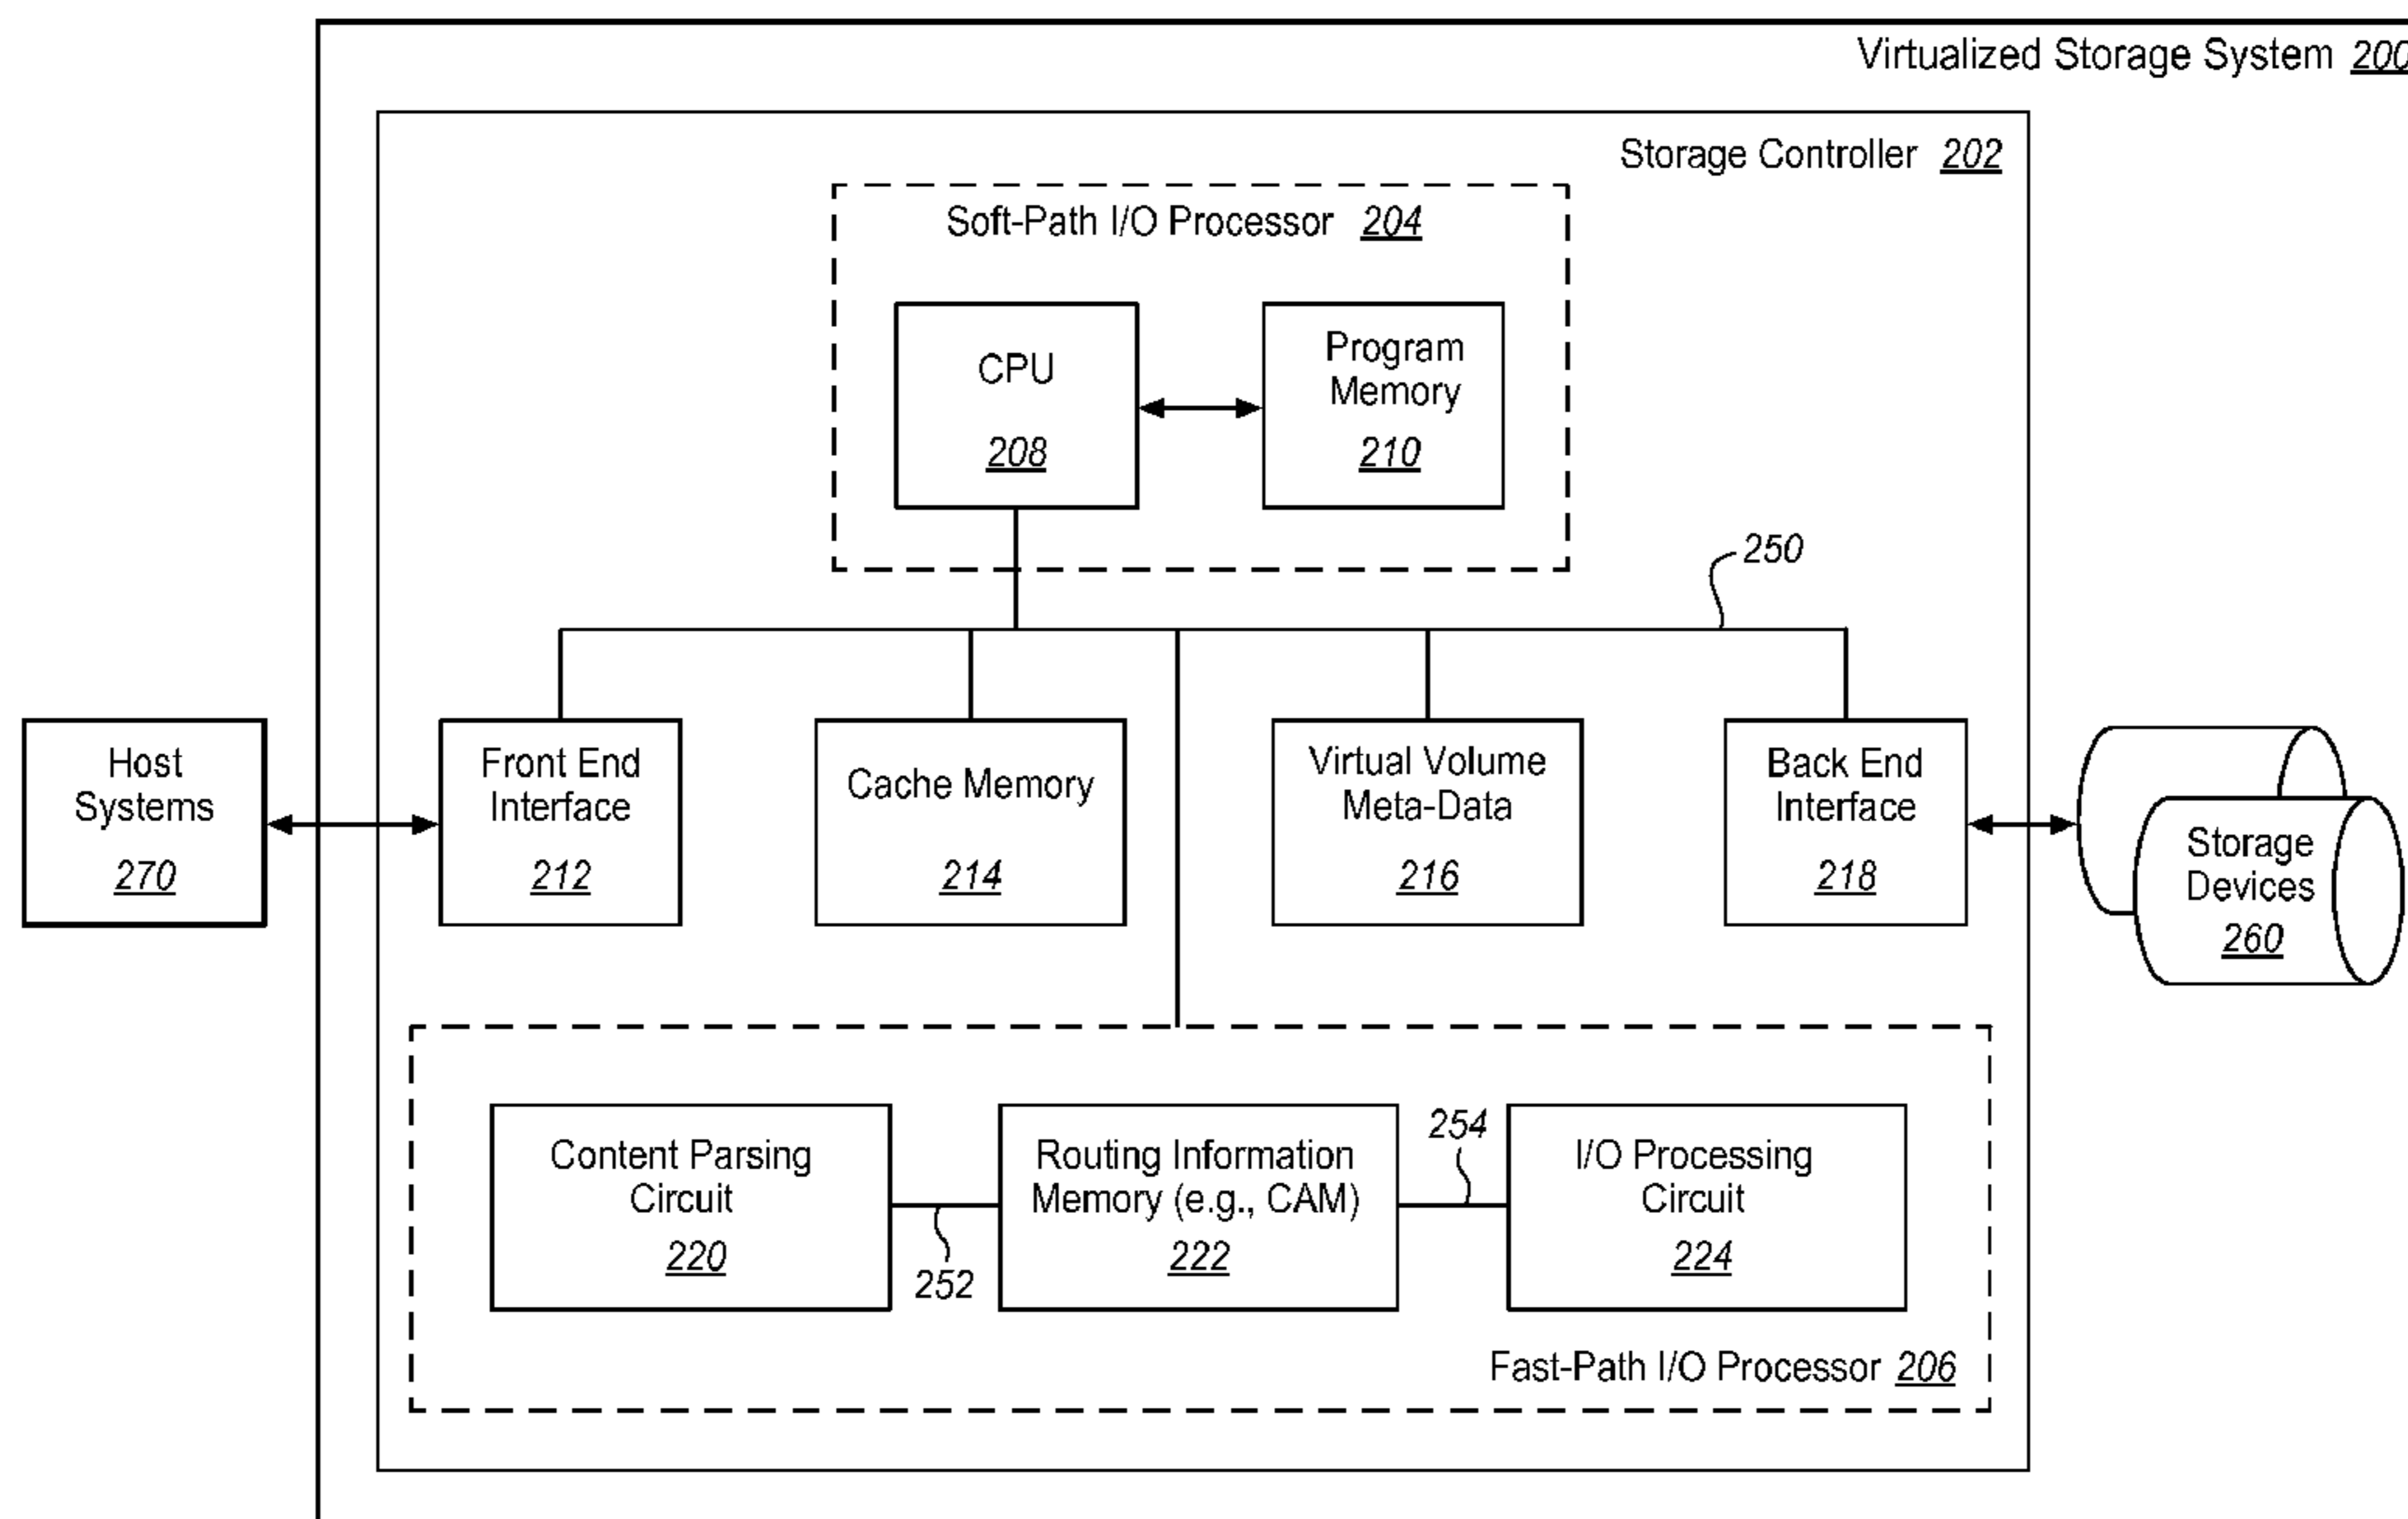 Virtualized Storage System 200
Storage Controller 202
Soft-Path I/O Processor 204
CPU
208
Program
Memory
210
250
Host
Systems
270
Front End
Interface
212
Cache Memory
214
Virtual Volume
Meta-Data
216
Back End
Interface
218
Storage
Devices
260
Content Parsing
Circuit
220
252
Routing Information
Memory (e.g., CAM)
222
254
I/O Processing
Circuit
224
Fast-Path I/O Processor 206